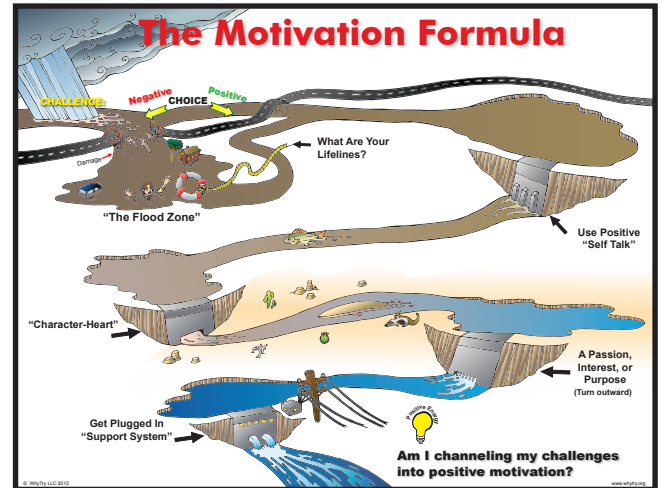 The Motivation Formula
CHALLENGE:
Negative
CHOICE
Positive
Damage
What Are Your
Lifelines?
"The Flood Zone"
Use Positive
"Self Talk"
"Character-Heart"
A Passion,
Interest, or
Purpose
(Turn outward)
Get Plugged In
"Support System"
Positive Energy
Am I channeling my challenges
into positive motivation?
© WhyTry LLC 2013
www.whytry.org